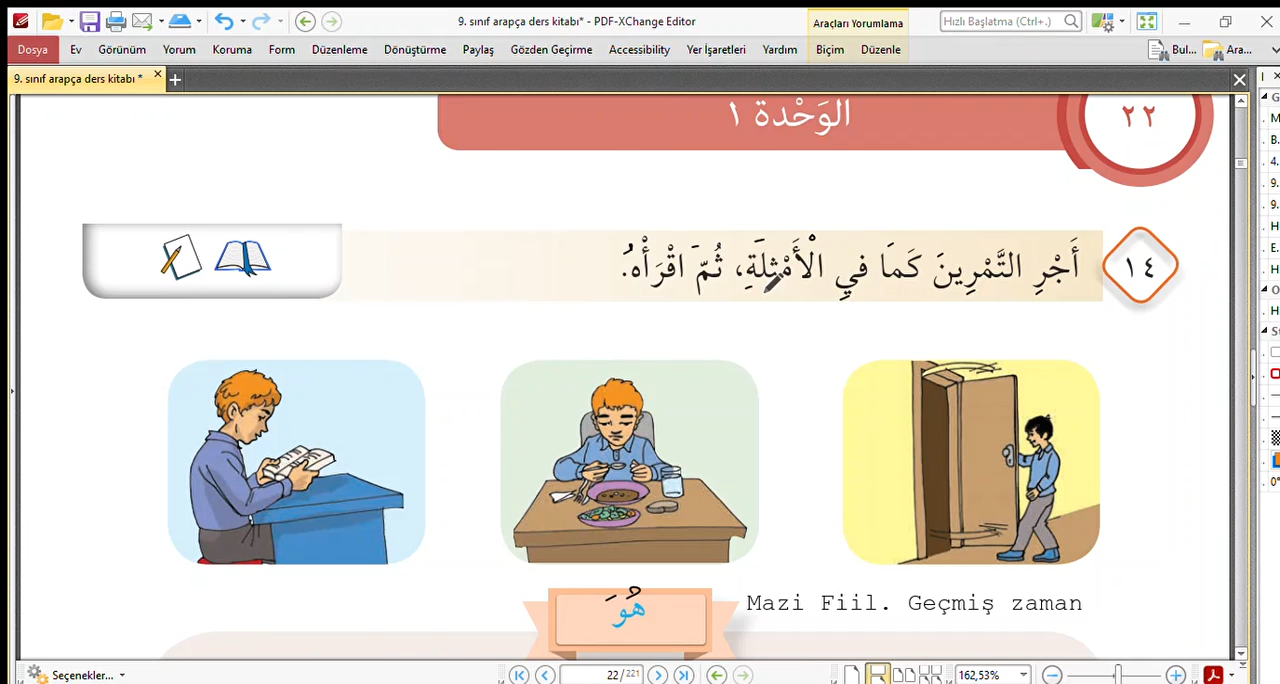 9. sınıf arapça ders kitabı* - PDF-XChange Editor
Araçları Yorumlama
Hızlı Başlatma (Ctrl+.)
Dosya Ev Görünüm Yorum Koruma Form Düzenleme Dönüştürme Paylaş Gözden Geçirme Accessibility Yer İşaretleri Yardım Biçim Düzenle Bul... Ara...
9. sınıf arapça ders kitabı *
الوَحْدة ١
٢٢
١٤
أَجْرِ التَّمْرِينَ كَمَا فِي الْأَمْثِلَةِ، ثُمَّ اقْرَأْهُ.
هُوَ
Mazi Fiil. Geçmiş zaman
Seçenekler...
22 / 221
162,53%